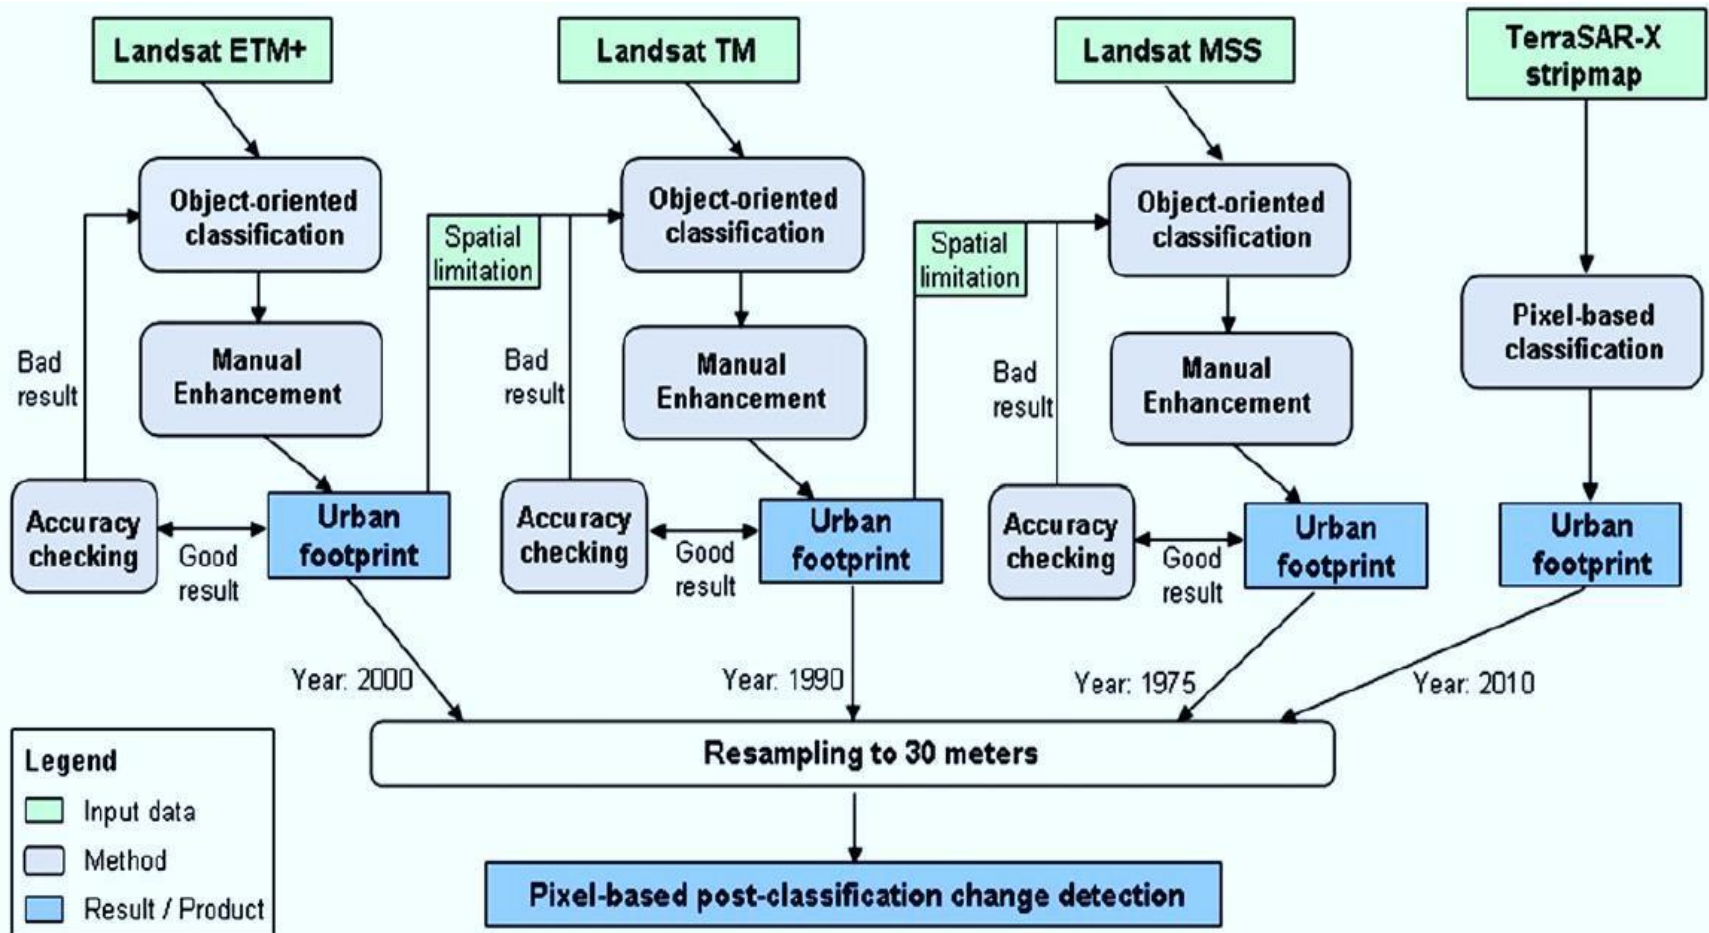 Landsat ETM+
Landsat TM
Landsat MSS
TerraSAR-X
stripmap
Object-oriented
classification
Spatial
limitation
Object-oriented
classification
Spatial
limitation
Object-oriented
classification
Pixel-based
classification
Bad
result
Manual
Enhancement
Bad
result
Manual
Enhancement
Bad
result
Manual
Enhancement
Accuracy
checking
Good
result
Urban
footprint
Accuracy
checking
Good
result
Urban
footprint
Accuracy
checking
Good
result
Urban
footprint
Urban
footprint
Year: 2000
Year: 1990
Year: 1975
Year: 2010
Resampling to 30 meters
Pixel-based post-classification change detection
Legend
Input data
Method
Result / Product